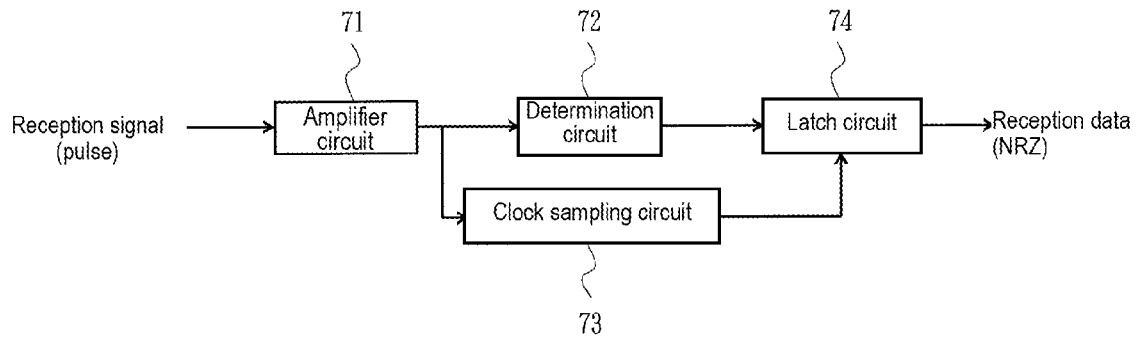 71
72
74
Reception signal
(pulse)
Amplifier
circuit
Determination
circuit
Latch circuit
Reception data
(NRZ)
Clock sampling circuit
73